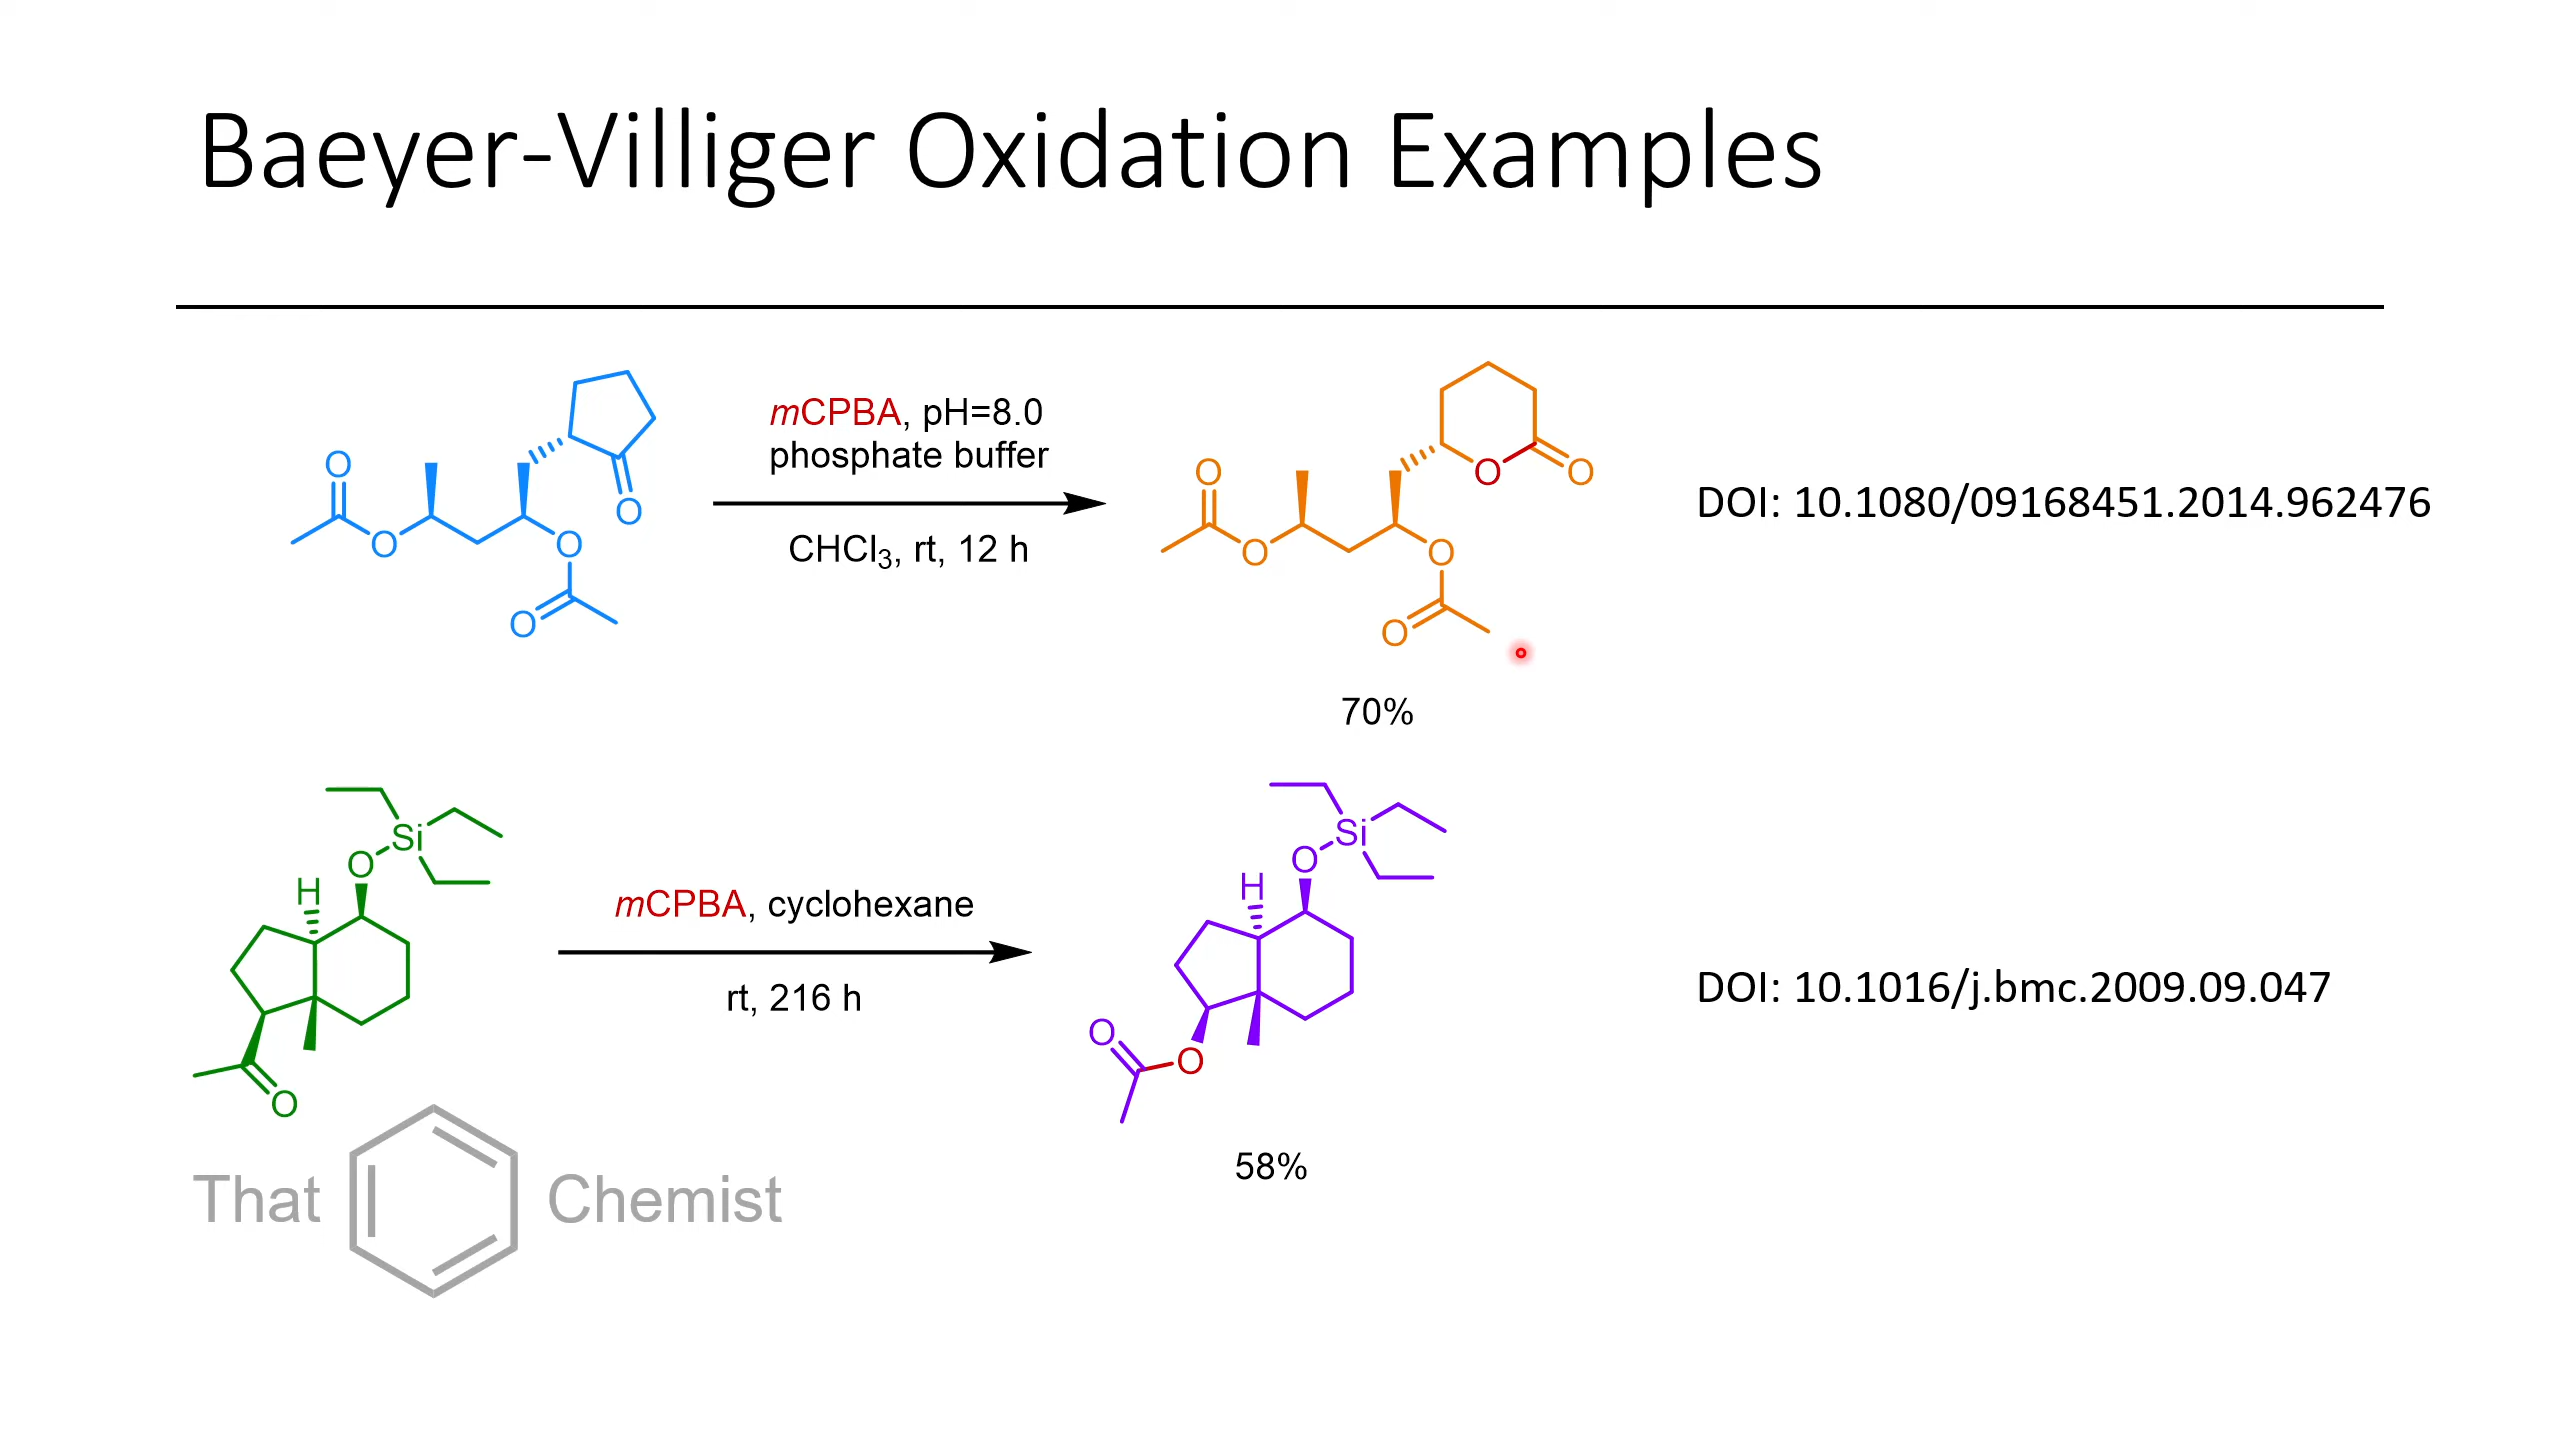 Baeyer-Villiger Oxidation Examples
mCPBA, pH=8.0
phosphate buffer
CHCl₃, rt, 12 h
O
O
O
O
O
O
O
O
O
O
O
70%
DOI: 10.1080/09168451.2014.962476
Si
O
H
O
mCPBA, cyclohexane
rt, 216 h
Si
O
H
O
O
58%
DOI: 10.1016/j.bmc.2009.09.047
That Chemist